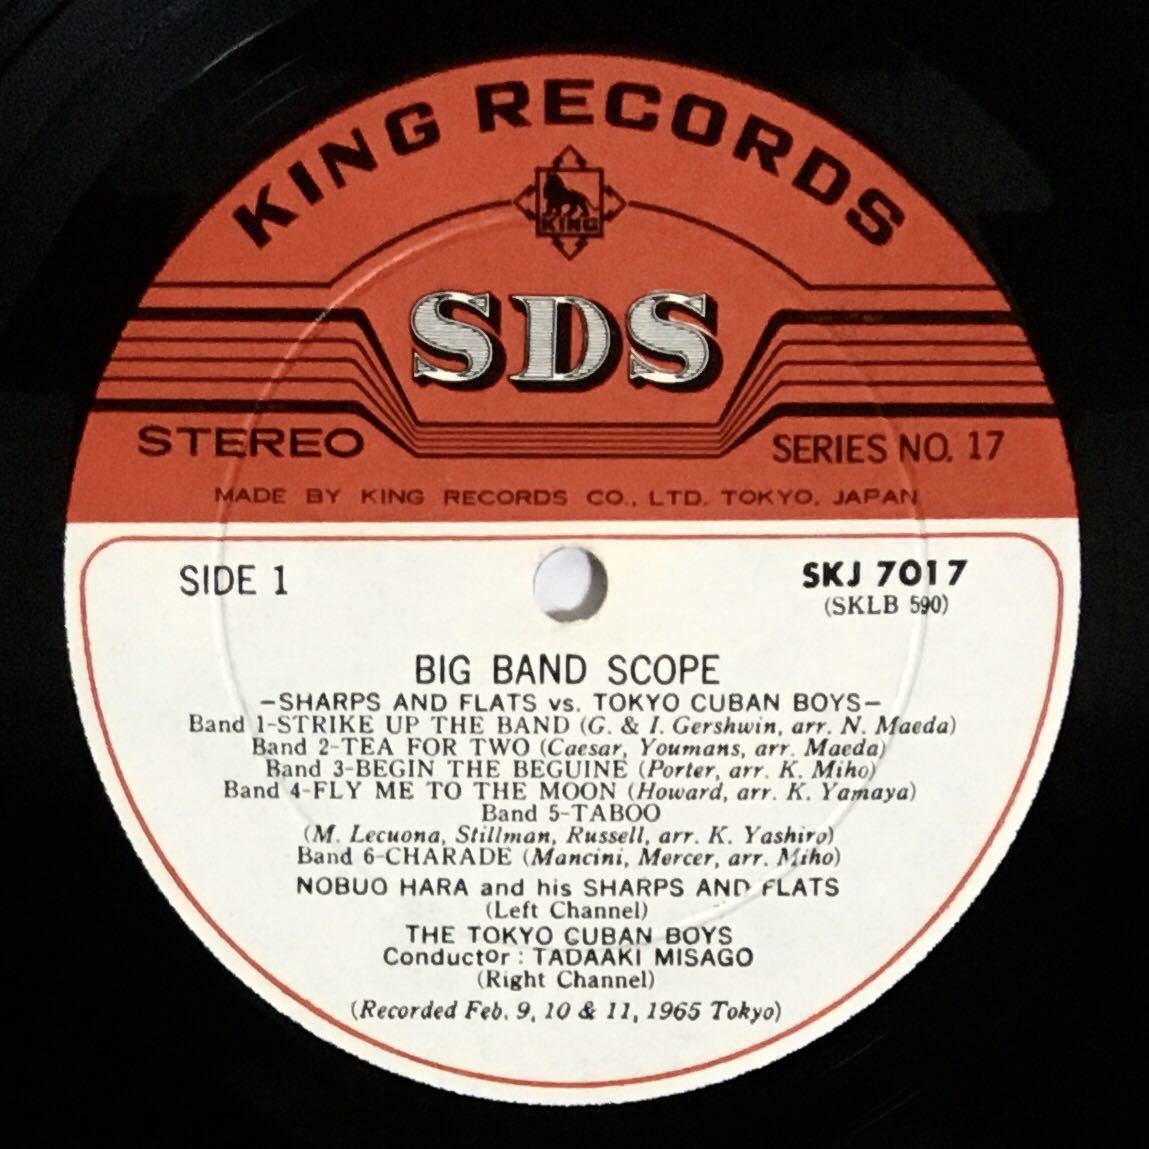 KING RECORDS
KING
SDS
STEREO
SERIES NO. 17
MADE BY KING RECORDS CO., LTD. TOKYO, JAPAN
SIDE 1
SKJ 7017
(SKLB 590)
BIG BAND SCOPE
–SHARPS AND FLATS vs. TOKYO CUBAN BOYS–
Band 1-STRIKE UP THE BAND (G. & I. Gershwin, arr. N. Maeda)
Band 2-TEA FOR TWO (Caesar, Youmans, arr. Maeda)
Band 3-BEGIN THE BEGUINE (Porter, arr. K. Miho)
Band 4-FLY ME TO THE MOON (Howard, arr. K. Yamaya)
Band 5-TABOO
(M. Lecuona, Stillman, Russell, arr. K. Yashiro)
Band 6-CHARADE (Mancini, Mercer, arr. Miho)
NOBUO HARA and his SHARPS AND FLATS
(Left Channel)
THE TOKYO CUBAN BOYS
Conductor : TADAAKI MISAGO
(Right Channel)
(Recorded Feb. 9, 10 & 11, 1965 Tokyo)